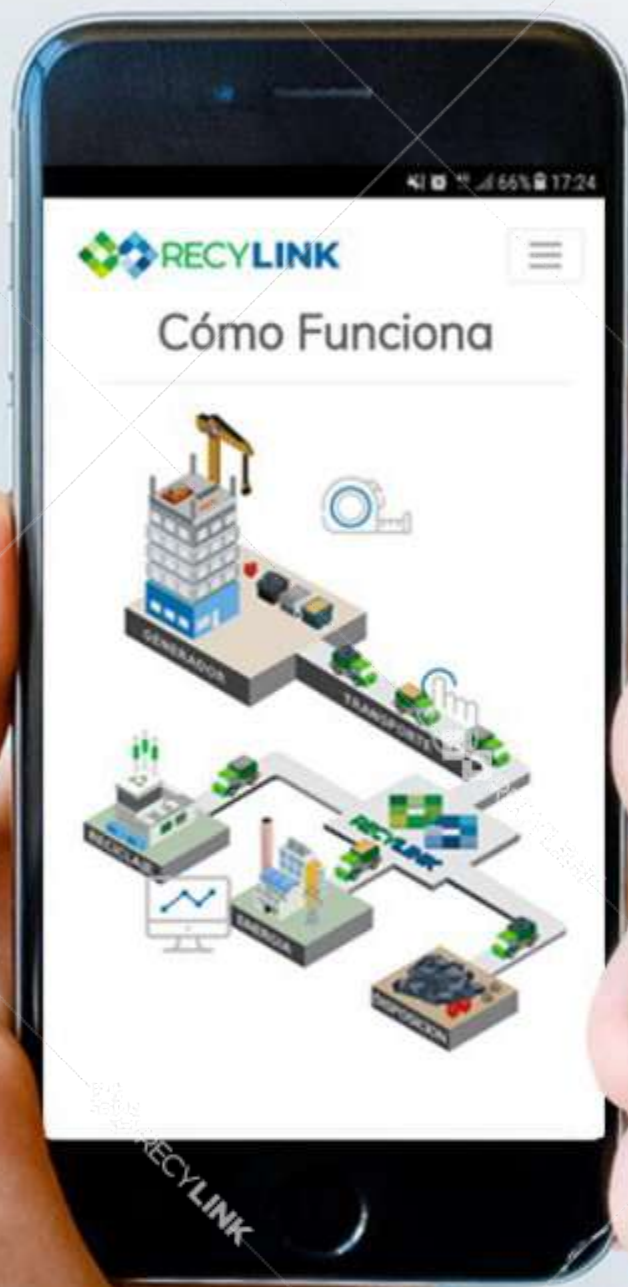 66% 17:24
RECYLINK
Cómo Funciona
GENERADOR
TRANSPORTE
RECICLAJE
RECYLINK
ENERGIA
DISPOSICION
RECYLINK